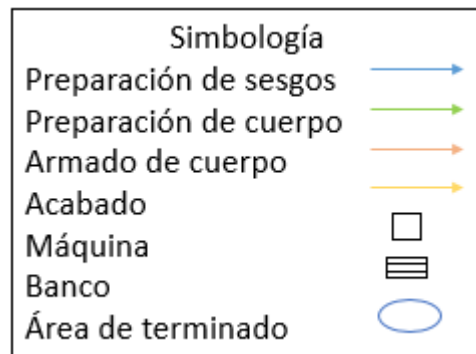 Simbología
Preparación de sesgos
Preparación de cuerpo
Armado de cuerpo
Acabado
Máquina
Banco
Área de terminado